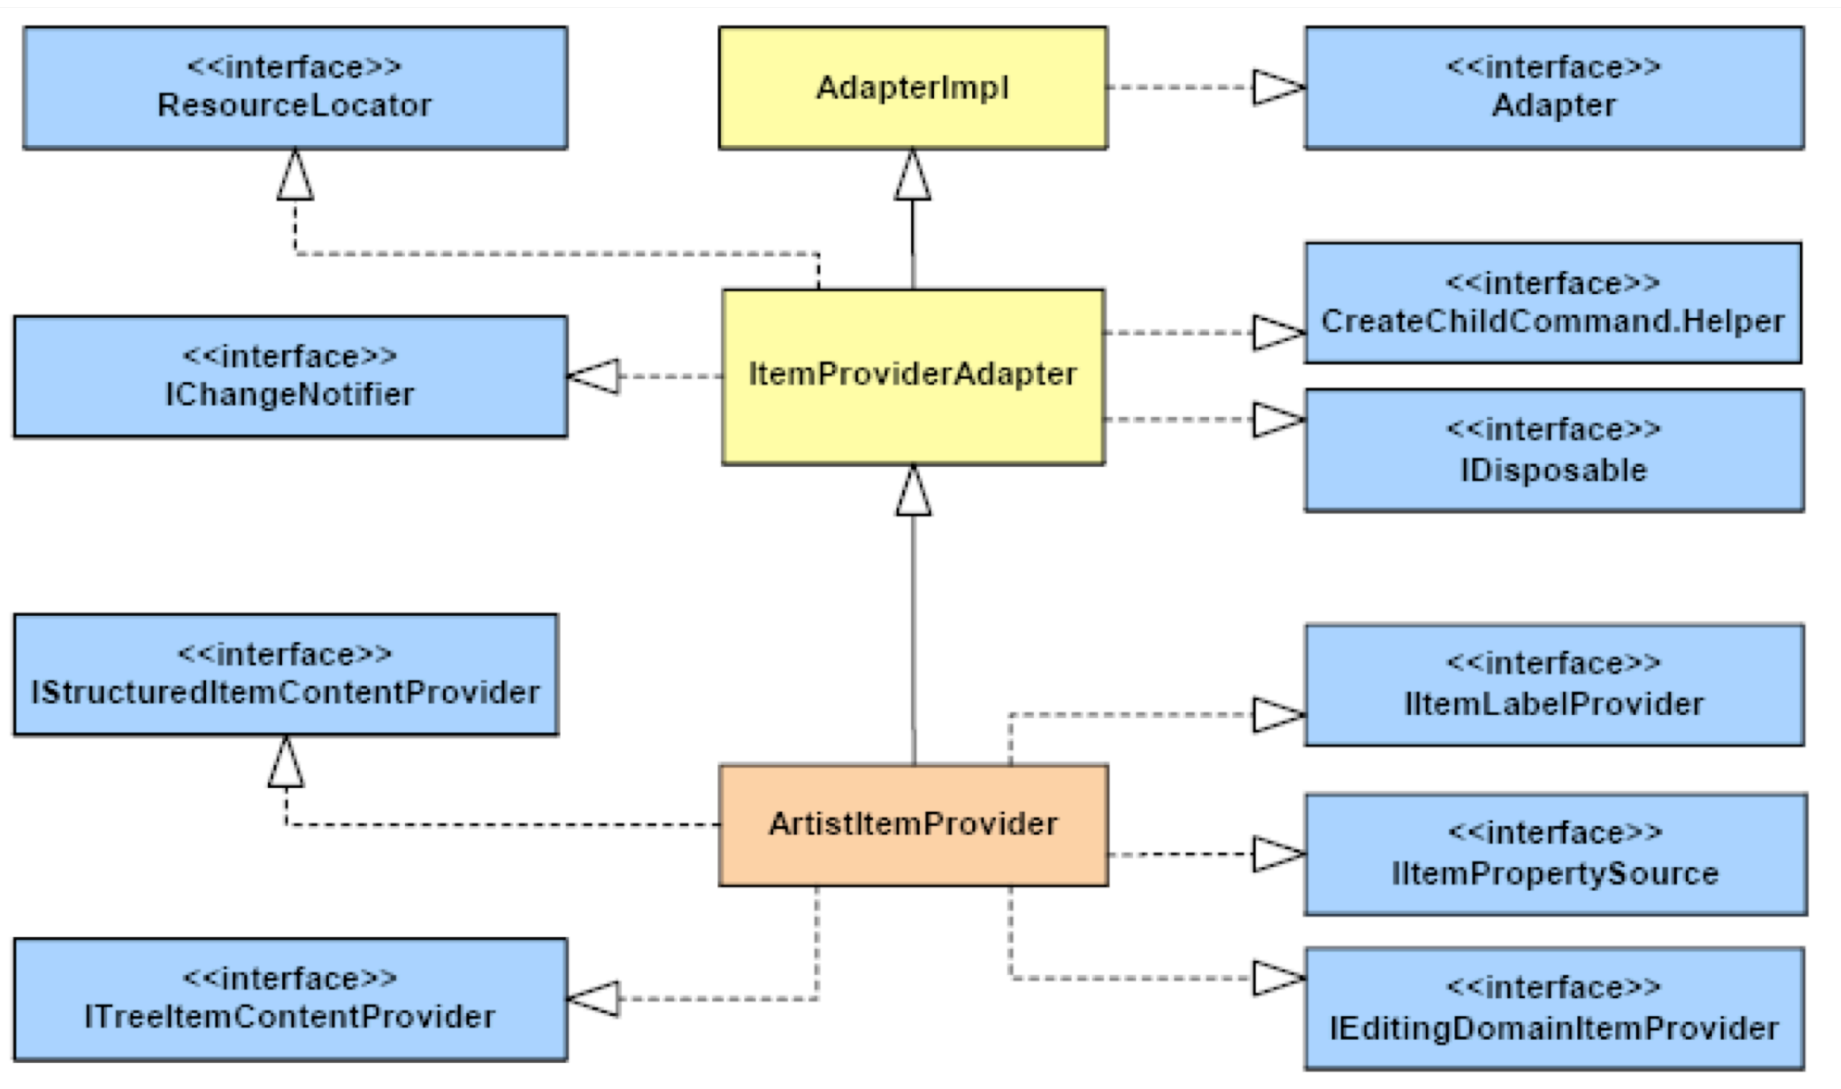 <<interface>>
ResourceLocator
AdapterImpl
<<interface>>
Adapter
<<interface>>
CreateChildCommand.Helper
<<interface>>
IChangeNotifier
ItemProviderAdapter
<<interface>>
IDisposable
<<interface>>
IStructuredItemContentProvider
<<interface>>
IItemLabelProvider
ArtistItemProvider
<<interface>>
IItemPropertySource
<<interface>>
ITreeItemContentProvider
<<interface>>
IEditingDomainItemProvider